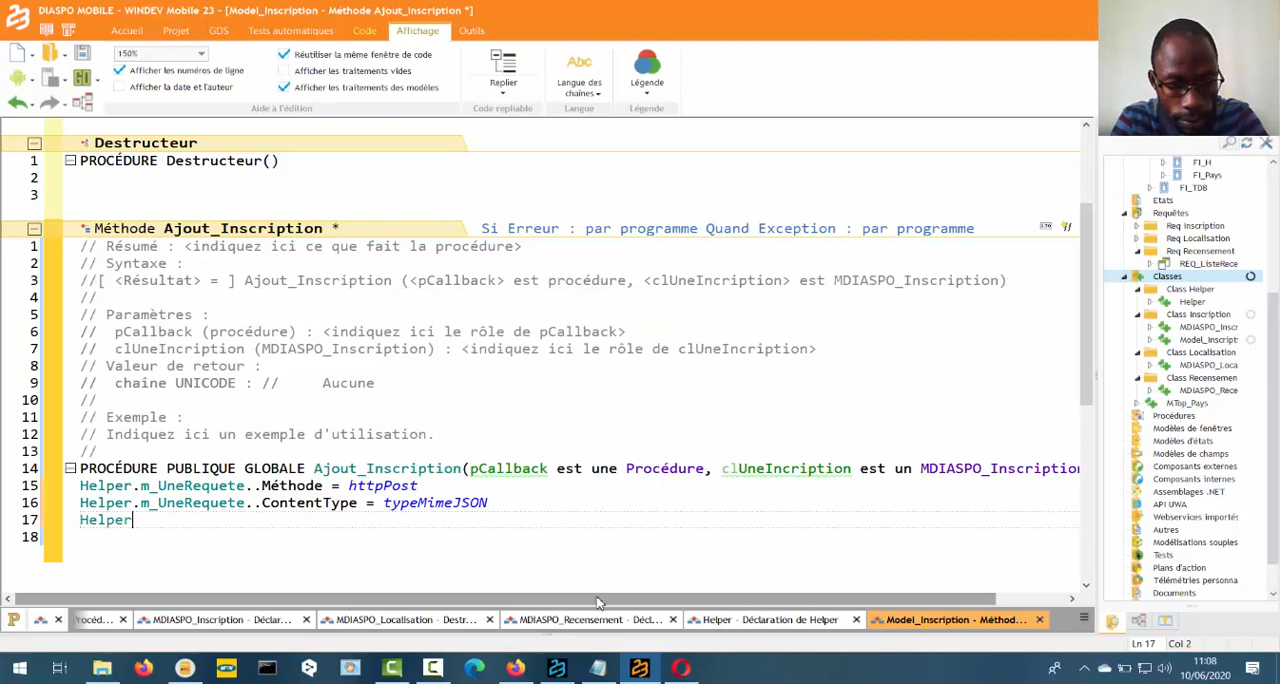 DIASPO MOBILE - WINDEV Mobile 23 - [Model_Inscription - Méthode Ajout_Inscription *]
Accueil Projet GDS Tests automatiques Code Affichage Outils
150%
Afficher les numéros de ligne
Afficher la date et l'auteur
Réutiliser la même fenêtre de code
Afficher les traitements vides
Afficher les traitements des modèles
Aide à l'édition
Replier
Code repliable
Abc
Langue des chaînes
Langue
Légende
Légende
Destructeur
1 PROCÉDURE Destructeur()
2
3
Méthode Ajout_Inscription * Si Erreur : par programme Quand Exception : par programme
1 // Résumé : <indiquez ici ce que fait la procédure>
2 // Syntaxe :
3 //[ <Résultat> = ] Ajout_Inscription (<pCallback> est procédure, <clUneIncription> est MDIASPO_Inscription)
4 //
5 // Paramètres :
6 // pCallback (procédure) : <indiquez ici le rôle de pCallback>
7 // clUneIncription (MDIASPO_Inscription) : <indiquez ici le rôle de clUneIncription>
8 // Valeur de retour :
9 // chaîne UNICODE : // Aucune
10 //
11 // Exemple :
12 // Indiquez ici un exemple d'utilisation.
13 //
14 PROCÉDURE PUBLIQUE GLOBALE Ajout_Inscription(pCallback est une Procédure, clUneIncription est un MDIASPO_Inscription
15 Helper.m_UneRequete..Méthode = httpPost
16 Helper.m_UneRequete..ContentType = typeMimeJSON
17 Helper
18
FI_H
FI_Pays
FI_TDB
Etats
Requêtes
Req Inscription
Req Localisation
Req Recensement
REQ_ListeRece
Classes
Class Helper
Helper
Class Inscription
MDIASPO_Inscr
Model_Inscript
Class Localisation
MDIASPO_Loca
Class Recensemen
MDIASPO_Rece
MTop_Pays
Procédures
Modèles de fenêtres
Modèles d'états
Modèles de champs
Composants externes
Composants internes
Assemblages .NET
API UWA
Webservices importés
Autres
Modélisations souples
Tests
Plans d'action
Télémétries personna
Documents
Procéd... MDIASPO_Inscription - Déclar... MDIASPO_Localisation - Destr... MDIASPO_Recensement - Décl... Helper - Déclaration de Helper Model_Inscription - Méthod...
Ln 17 Col 2
11:08
10/06/2020